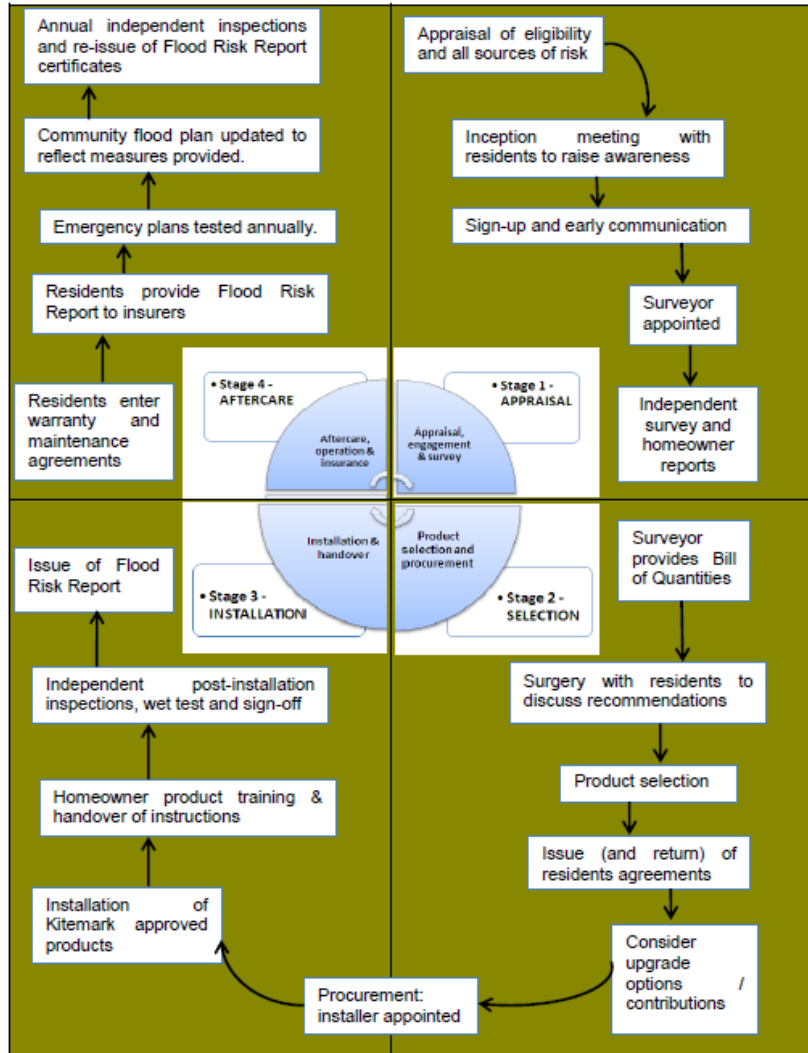 Annual independent inspections
and re-issue of Flood Risk Report
certificates
Community flood plan updated to
reflect measures provided.
Emergency plans tested annually.
Residents provide Flood Risk
Report to insurers
Residents enter
warranty and
maintenance
agreements
Appraisal of eligibility
and all sources of risk
Inception meeting with
residents to raise awareness
Sign-up and early communication
Surveyor
appointed
Independent
survey and
homeowner
reports
• Stage 4 -
AFTERCARE
Aftercare,
operation &
insurance
• Stage 1 -
APPRAISAL
Appraisal,
engagement
& survey
Installation &
handover
• Stage 3 -
INSTALLATION
Product
selection and
procurement
• Stage 2 -
SELECTION
Issue of Flood
Risk Report
Independent post-installation
inspections, wet test and sign-off
Homeowner product training &
handover of instructions
Installation of
Kitemark approved
products
Surveyor
provides Bill
of Quantities
Surgery with residents to
discuss recommendations
Product selection
Issue (and return) of
residents agreements
Consider
upgrade
options /
contributions
Procurement:
installer appointed